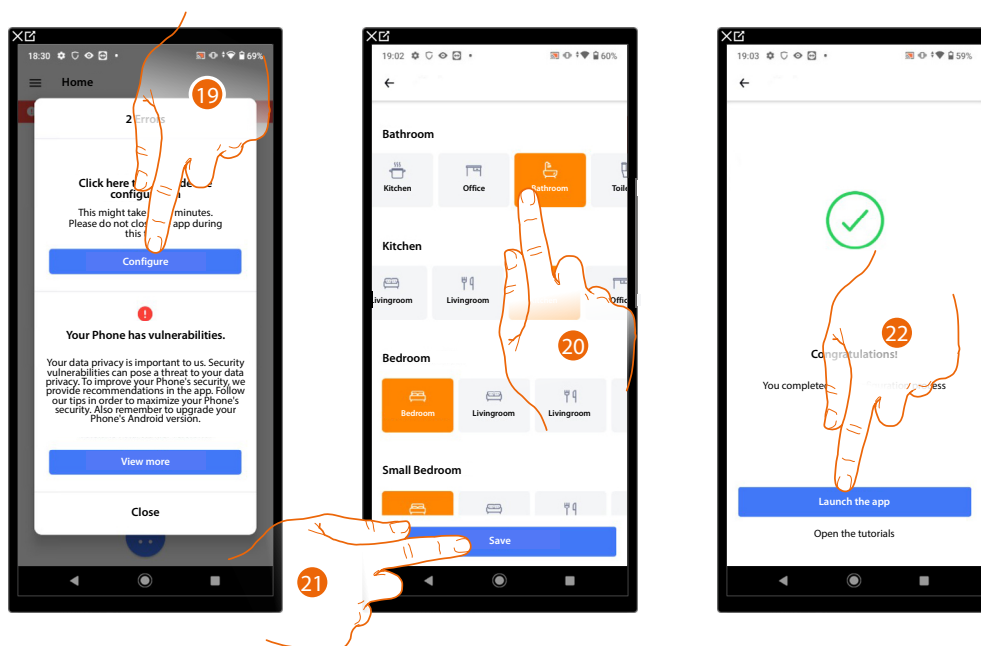 18:30
69%
Home
19
2 Errors
Click here
configu
This might take minutes.
Please do not clos app during
this
Configure
Your Phone has vulnerabilities.
Your data privacy is important to us. Security
vulnerabilities can pose a threat to your data
privacy. To improve your Phone's security, we
provide recommendations in the app. Follow
our tips in order to maximize your Phone's
security. Also remember to upgrade your
Phone's Android version.
View more
Close
21
19:02
60%
Bathroom
Kitchen
Office
Bathroom
Toile
Kitchen
Livingroom
Livingroom
Offic
20
Bedroom
Bedroom
Livingroom
Livingroom
Small Bedroom
Save
19:03
59%
22
Congratulations!
You completed
ess
Launch the app
Open the tutorials